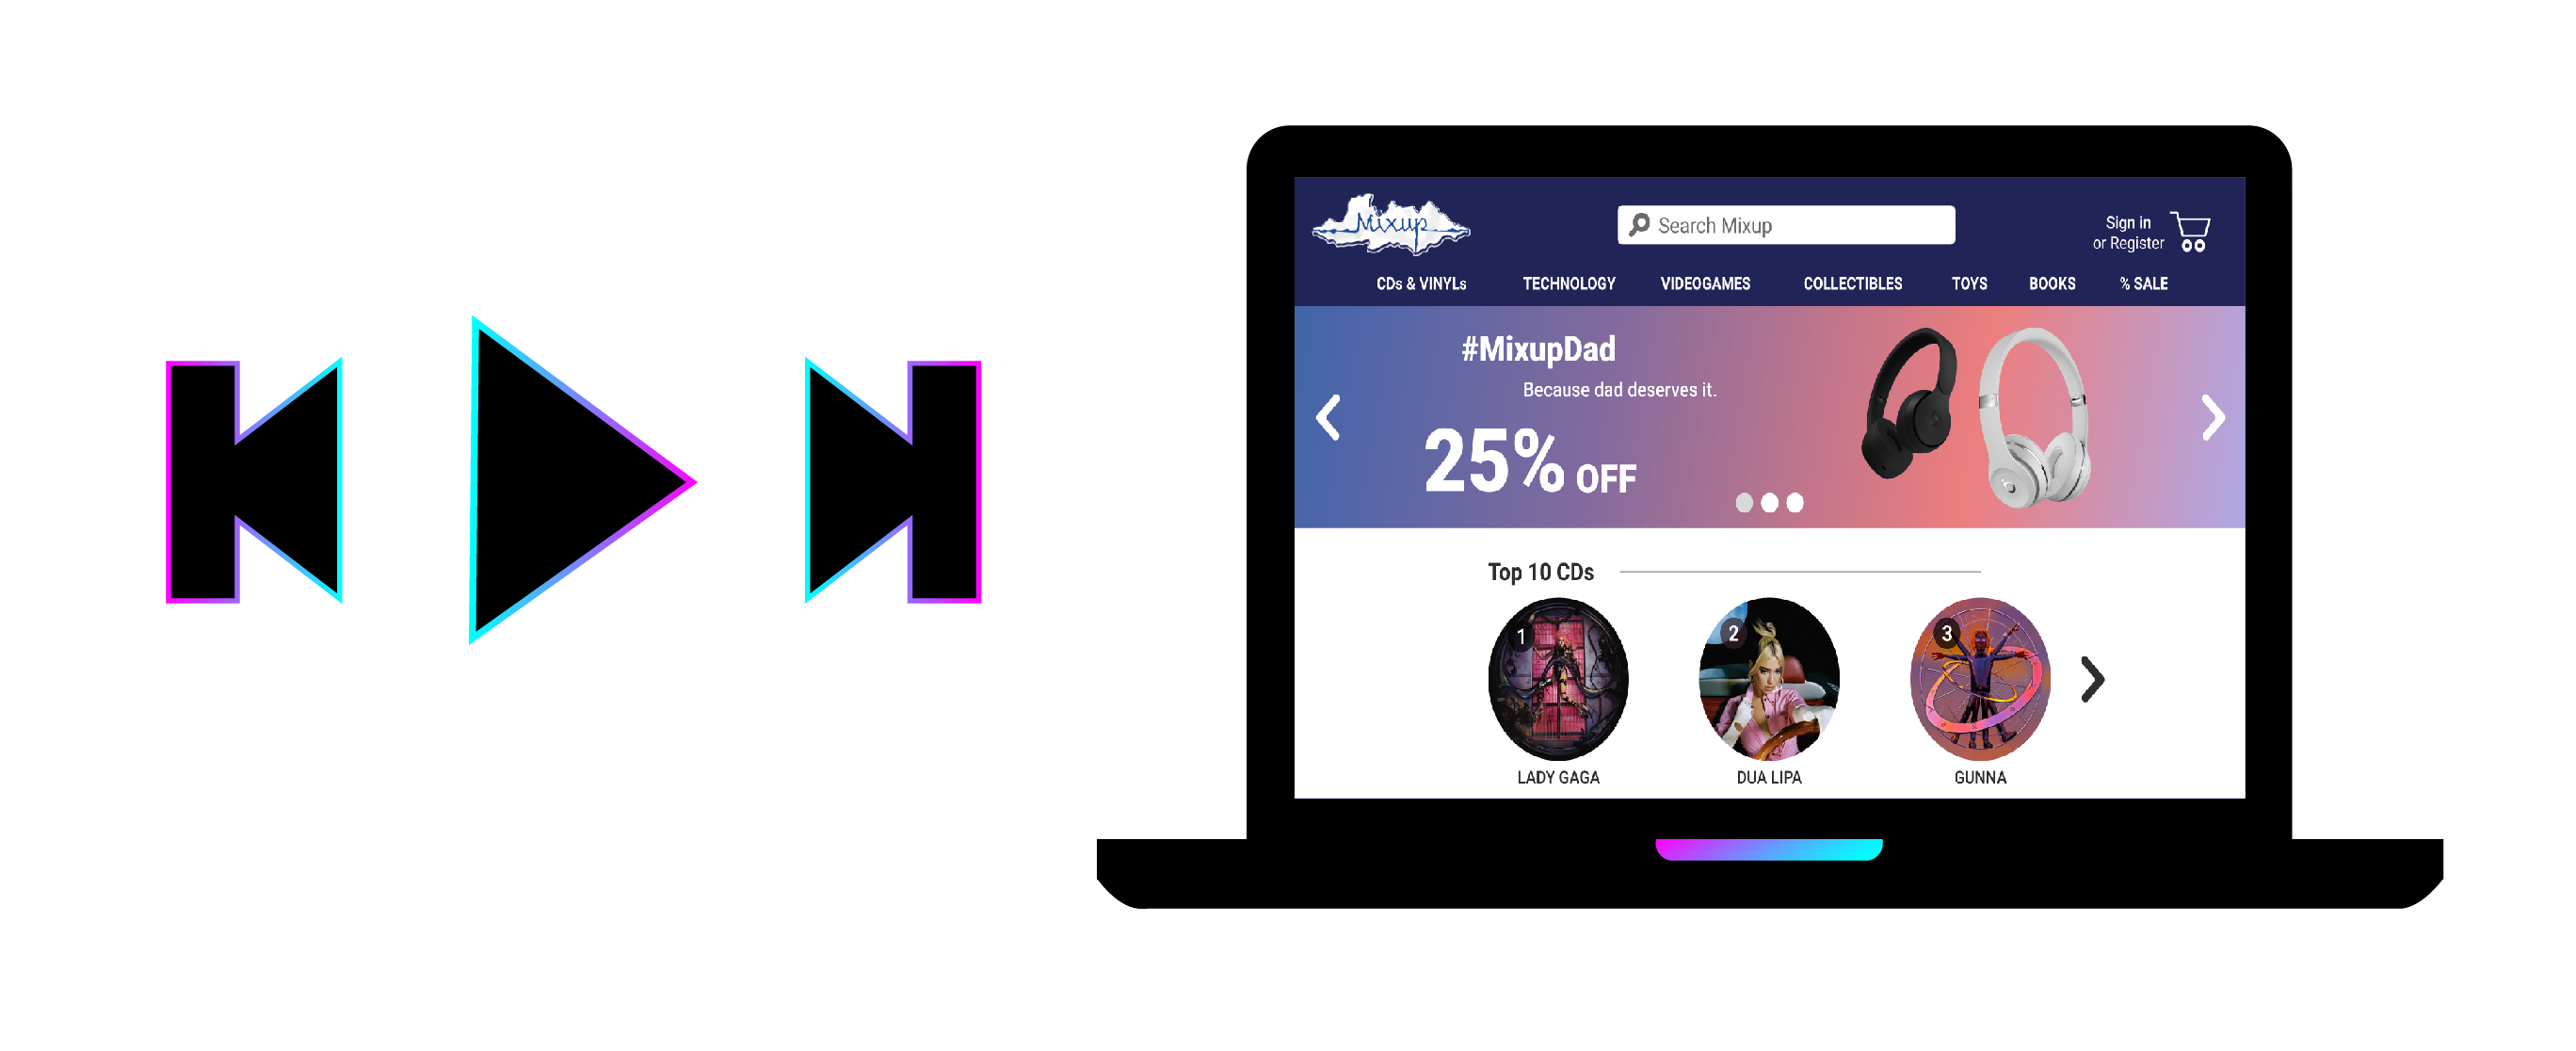 Mixup
Search Mixup
Sign in
or Register
CDs & VINYLs TECHNOLOGY VIDEOGAMES COLLECTIBLES TOYS BOOKS % SALE
#MixupDad
Because dad deserves it.
25% OFF
Top 10 CDs
1 2 3
LADY GAGA DUA LIPA GUNNA